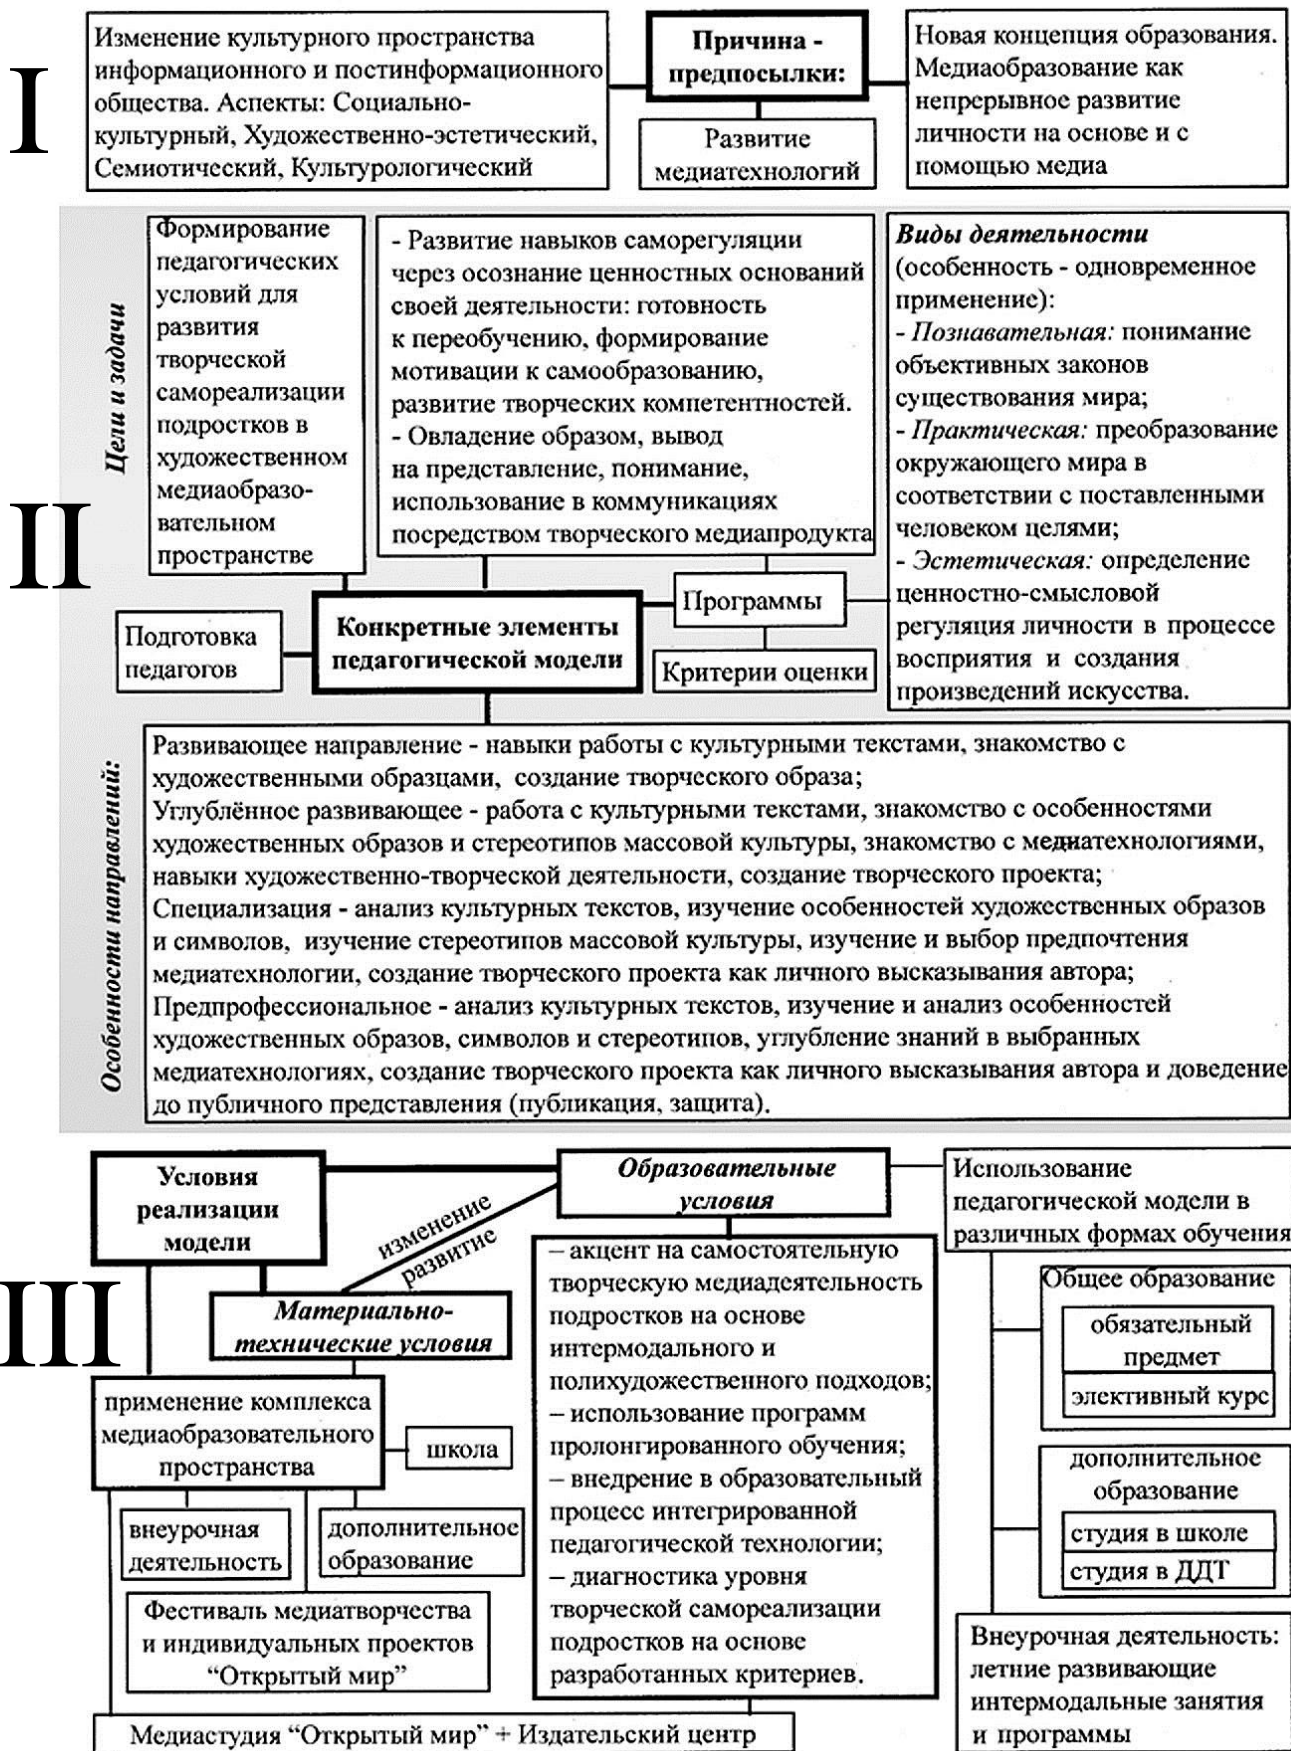 I
Изменение культурного пространства
информационного и постинформационного
общества. Аспекты: Социально-
культурный, Художественно-эстетический,
Семиотический, Культурологический
Причина -
предпосылки:
Развитие
медиатехнологий
Новая концепция образования.
Медиаобразование как
непрерывное развитие
личности на основе и с
помощью медиа
II
Цели и задачи
Формирование
педагогических
условий для
развития
творческой
самореализации
подростков в
художественном
медиаобразо-
вательном
пространстве
- Развитие навыков саморегуляции
через осознание ценностных оснований
своей деятельности: готовность
к переобучению, формирование
мотивации к самообразованию,
развитие творческих компетентностей.
- Овладение образом, вывод
на представление, понимание,
использование в коммуникациях
посредством творческого медиапродукта
Виды деятельности
(особенность - одновременное
применение):
- Познавательная: понимание
объективных законов
существования мира;
- Практическая: преобразование
окружающего мира в
соответствии с поставленными
человеком целями;
- Эстетическая: определение
ценностно-смысловой
регуляция личности в процессе
восприятия и создания
произведений искусства.
Подготовка
педагогов
Конкретные элементы
педагогической модели
Программы
Критерии оценки
Особенности направлений:
Развивающее направление - навыки работы с культурными текстами, знакомство с
художественными образцами, создание творческого образа;
Углублённое развивающее - работа с культурными текстами, знакомство с особенностями
художественных образов и стереотипов массовой культуры, знакомство с медиатехнологиями,
навыки художественно-творческой деятельности, создание творческого проекта;
Специализация - анализ культурных текстов, изучение особенностей художественных образов
и символов, изучение стереотипов массовой культуры, изучение и выбор предпочтения
медиатехнологии, создание творческого проекта как личного высказывания автора;
Предпрофессиональное - анализ культурных текстов, изучение и анализ особенностей
художественных образов, символов и стереотипов, углубление знаний в выбранных
медиатехнологиях, создание творческого проекта как личного высказывания автора и доведение
до публичного представления (публикация, защита).
III
Условия
реализации
модели
изменение
развитие
Образовательные
условия
Материально-
технические условия
применение комплекса
медиаобразовательного
пространства
школа
внеурочная
деятельность
дополнительное
образование
Фестиваль медиатворчества
и индивидуальных проектов
“Открытый мир”
Медиастудия “Открытый мир” + Издательский центр
– акцент на самостоятельную
творческую медиадеятельность
подростков на основе
интермодального и
полихудожественного подходов;
– использование программ
пролонгированного обучения;
– внедрение в образовательный
процесс интегрированной
педагогической технологии;
– диагностика уровня
творческой самореализации
подростков на основе
разработанных критериев.
Использование
педагогической модели в
различных формах обучения
Общее образование
обязательный
предмет
элективный курс
дополнительное
образование
студия в школе
студия в ДДТ
Внеурочная деятельность:
летние развивающие
интермодальные занятия
и программы